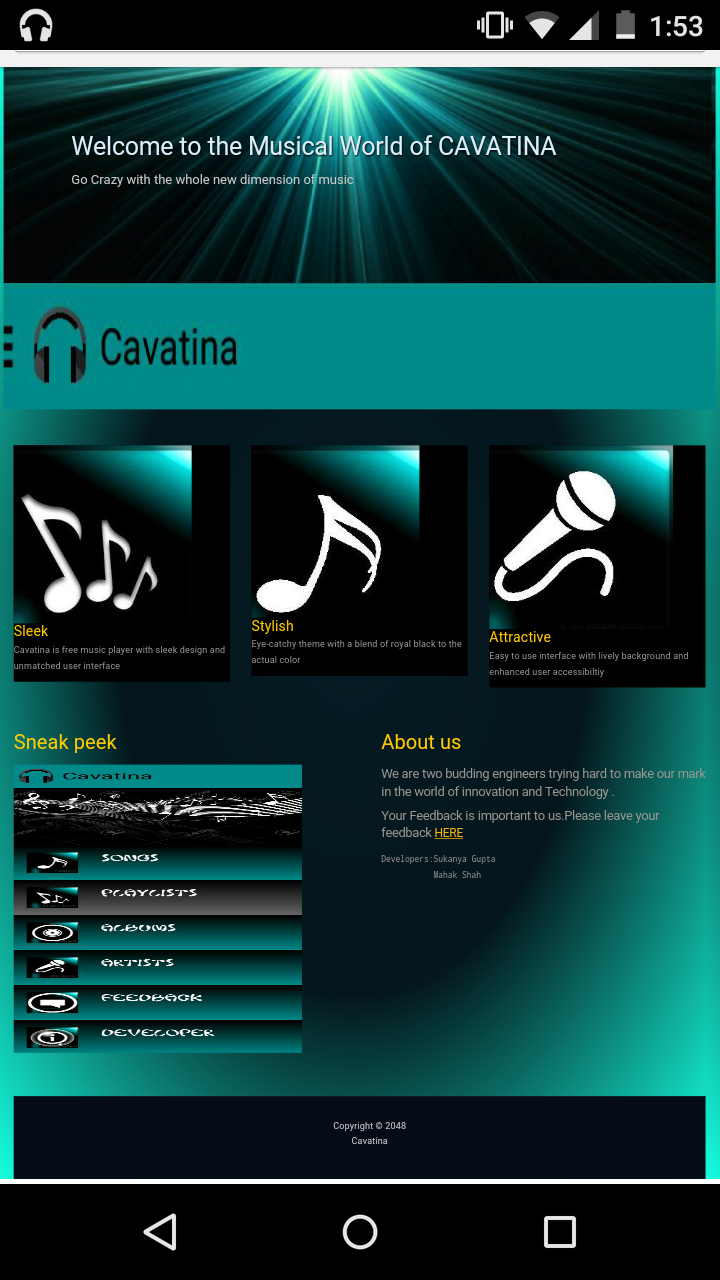 1:53
Welcome to the Musical World of CAVATINA
Go Crazy with the whole new dimension of music
Cavatina
Sleek
Cavatina is free music player with sleek design and
unmatched user interface
Stylish
Eye-catchy theme with a blend of royal black to the
actual color
Attractive
Easy to use interface with lively background and
enhanced user accessibiltiy
Sneak peek
Cavatina
SONGS
PLAYLISTS
ALBUMS
ARTISTS
FEEDBACK
DEVELOPER
About us
We are two budding engineers trying hard to make our mark
in the world of innovation and Technology .
Your Feedback is important to us.Please leave your
feedback HERE
Developers:Sukanya Gupta
Mahak Shah
Copyright © 2048
Cavatina